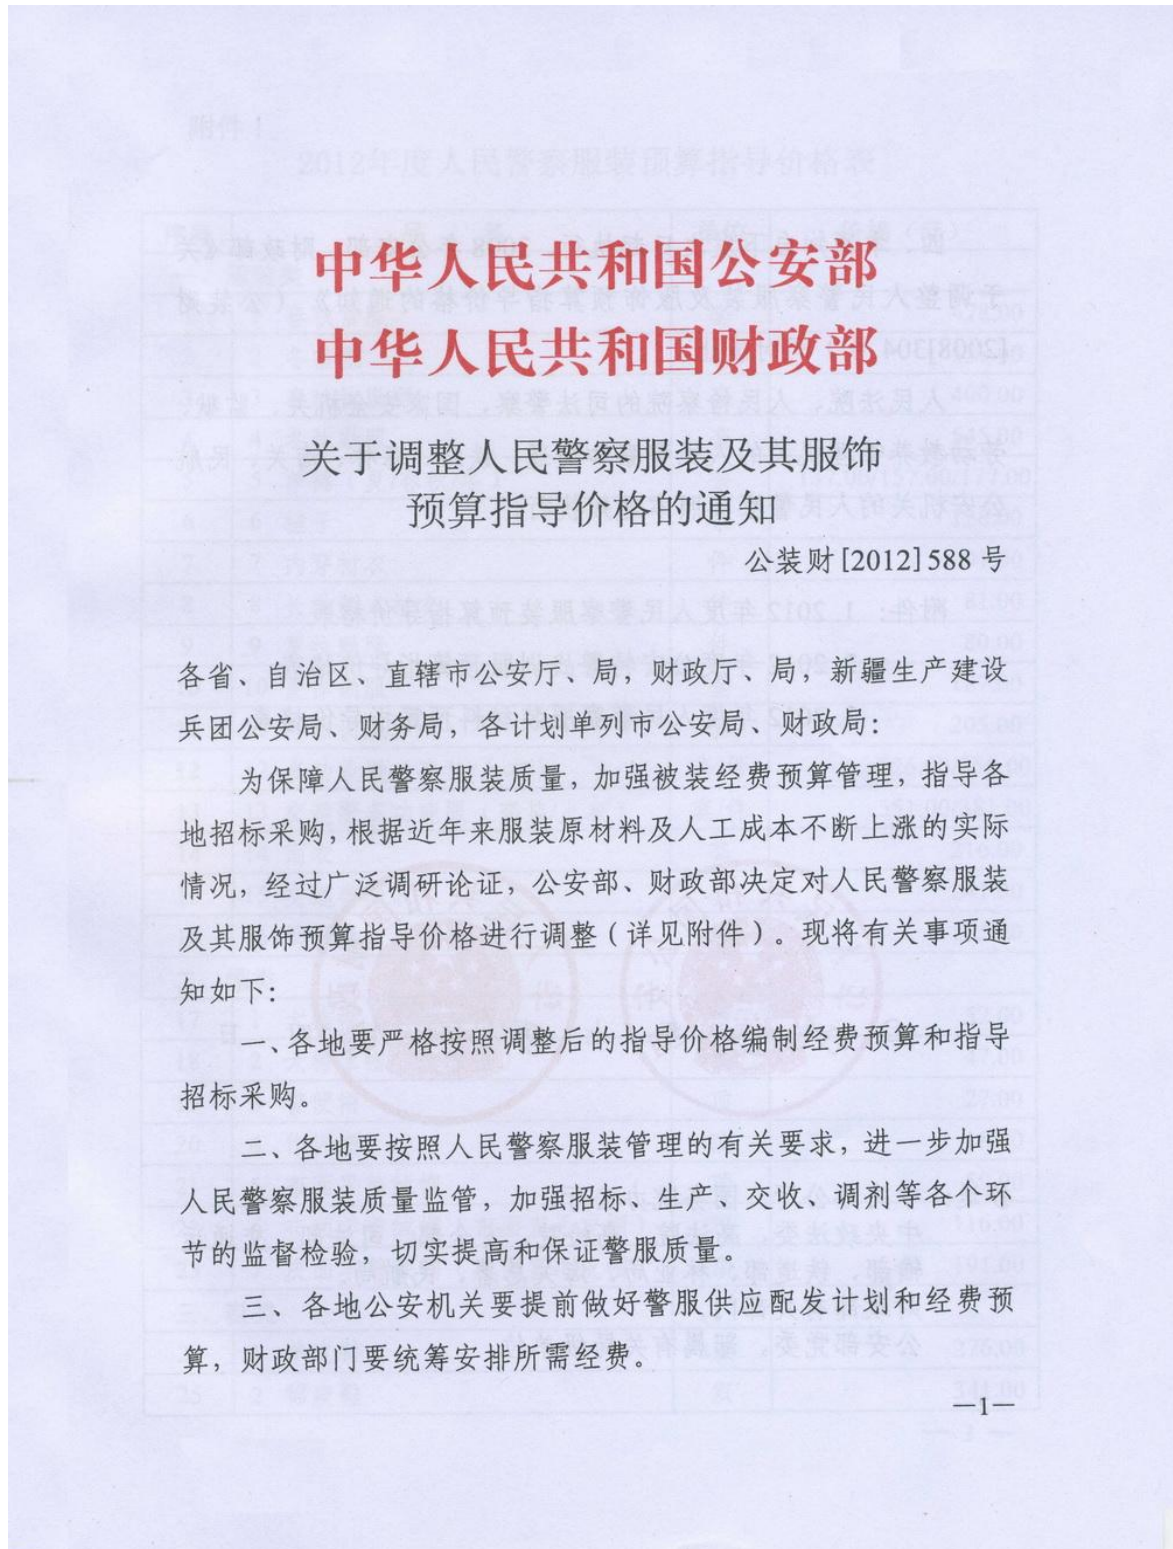 中华人民共和国公安部
中华人民共和国财政部
关于调整人民警察服装及其服饰
预算指导价格的通知
公装财[2012]588 号
各省、自治区、直辖市公安厅、局，财政厅、局，新疆生产建设
兵团公安局、财务局，各计划单列市公安局、财政局：
为保障人民警察服装质量，加强被装经费预算管理，指导各
地招标采购，根据近年来服装原材料及人工成本不断上涨的实际
情况，经过广泛调研论证，公安部、财政部决定对人民警察服装
及其服饰预算指导价格进行调整（详见附件）。现将有关事项通
知如下：
一、各地要严格按照调整后的指导价格编制经费预算和指导
招标采购。
二、各地要按照人民警察服装管理的有关要求，进一步加强
人民警察服装质量监管，加强招标、生产、交收、调剂等各个环
节的监督检验，切实提高和保证警服质量。
三、各地公安机关要提前做好警服供应配发计划和经费预
算，财政部门要统筹安排所需经费。
—1—